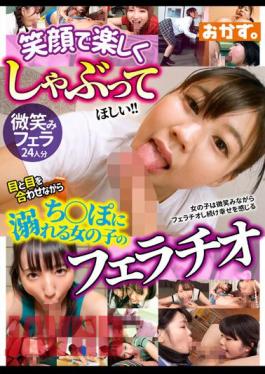 笑顔で楽しく
おかず。
しゃぶって
ほしい!!
微笑み
フェラ
24人分
目と目を
合わせながら
ち○ぽに
溺れる女の子の
女の子は微笑みながら
フェラチオし続け幸せを感じる
フェラチオ